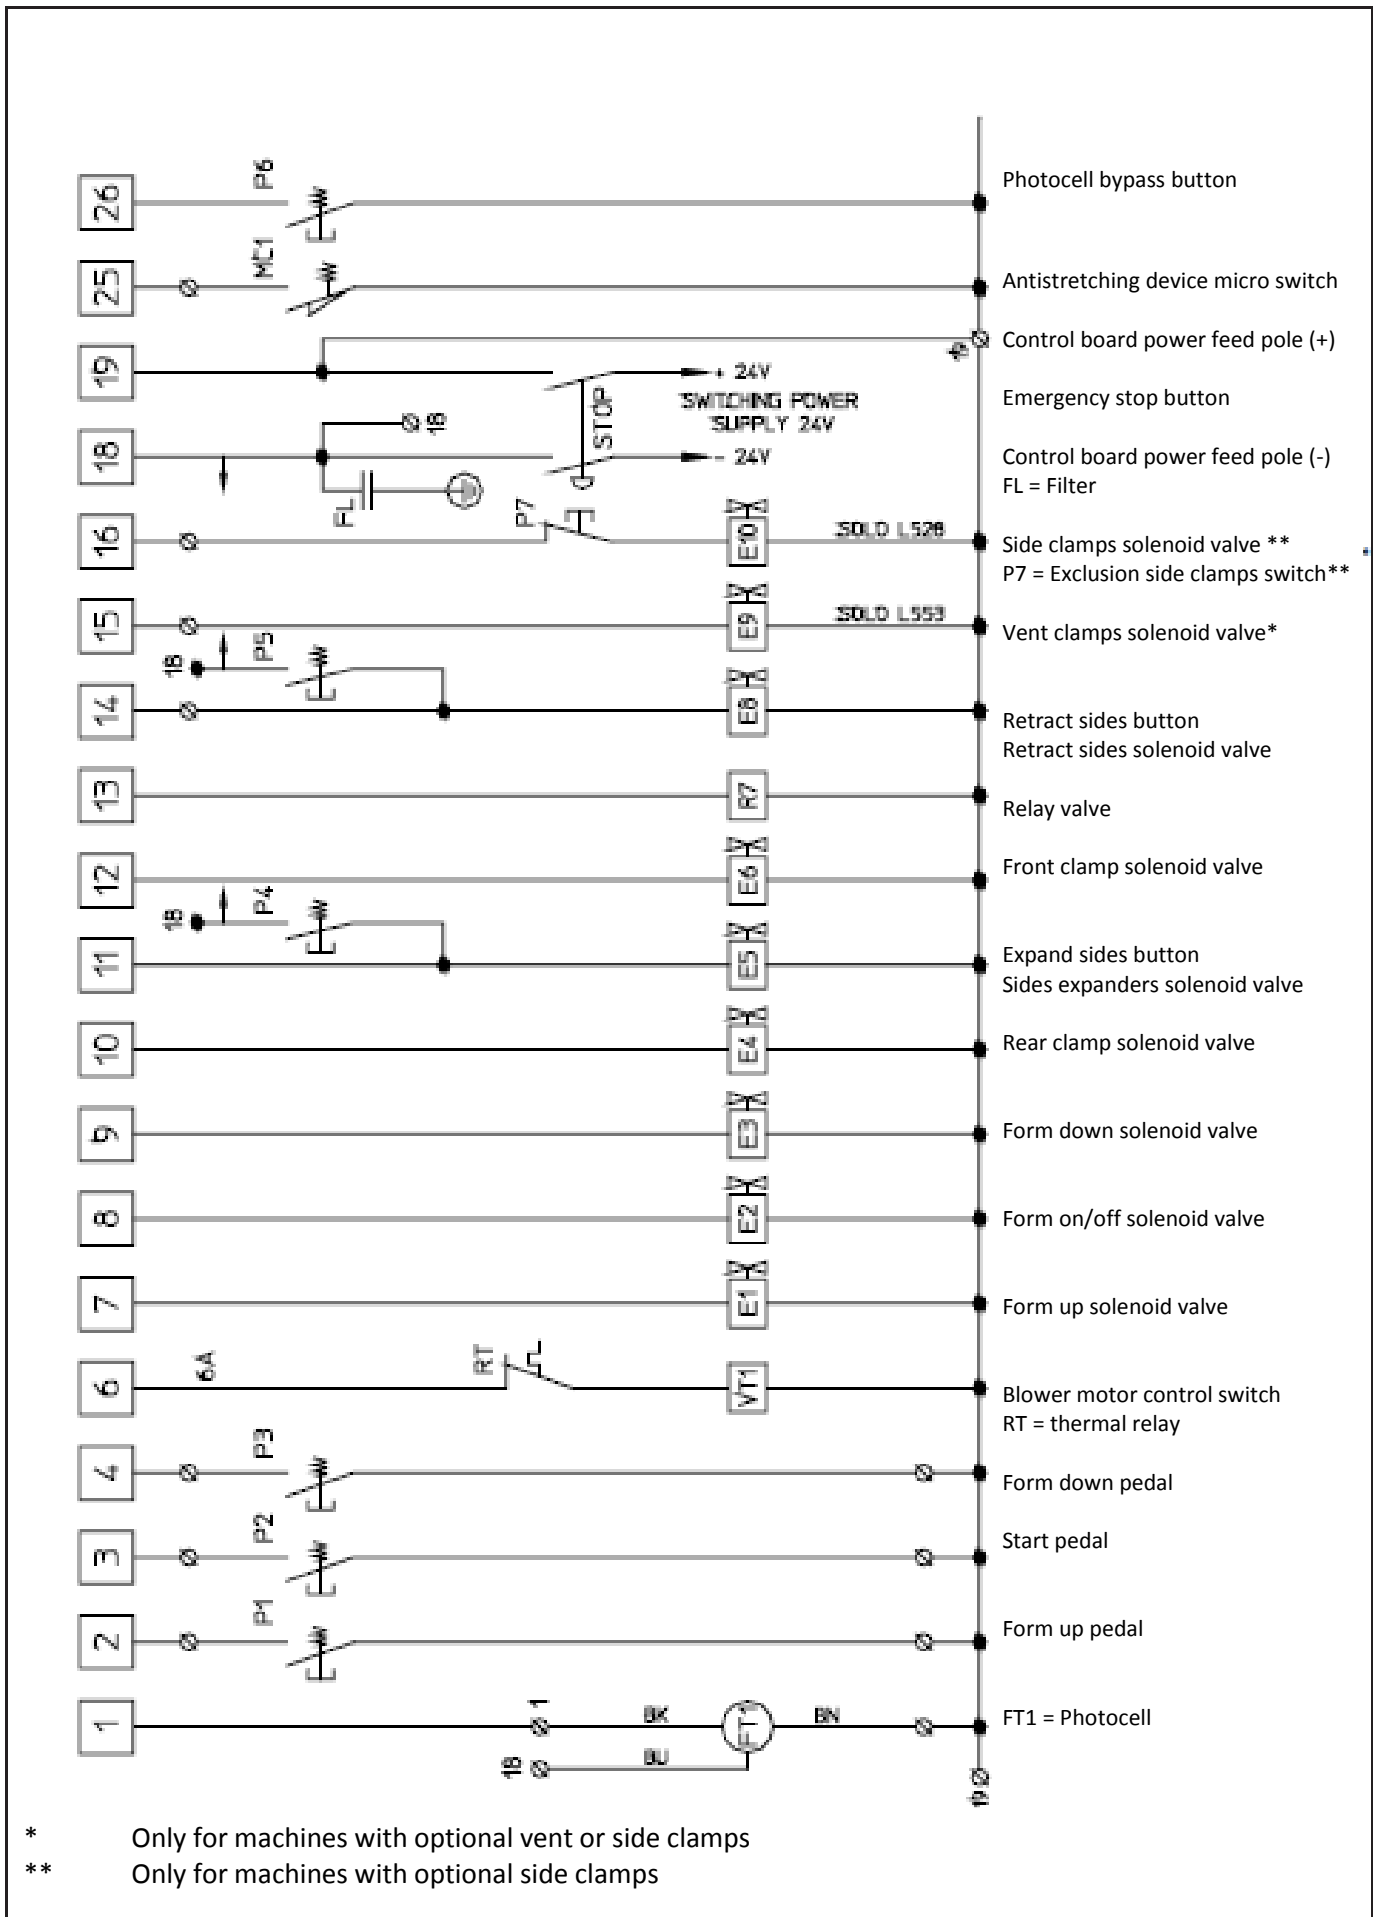 26 P6 Photocell bypass button
25 MC1 Antistretching device micro switch
19 + 24V 19 Control board power feed pole (+)
SWITCHING POWER
SUPPLY 24V
STOP Emergency stop button
18 18 - 24V Control board power feed pole (-)
FL FL = Filter
16 P7 E10 SOLO L528 Side clamps solenoid valve **
P7 = Exclusion side clamps switch**
15 E9 SOLO L553 Vent clamps solenoid valve*
18 P5
14 E8 Retract sides button
Retract sides solenoid valve
13 R7 Relay valve
12 E6 Front clamp solenoid valve
18 P4
11 E5 Expand sides button
Sides expanders solenoid valve
10 E4 Rear clamp solenoid valve
9 E3 Form down solenoid valve
8 E2 Form on/off solenoid valve
7 E1 Form up solenoid valve
6 6A RT VT1 Blower motor control switch
RT = thermal relay
4 P3 Form down pedal
3 P2 Start pedal
2 P1 Form up pedal
1 1 BK FT1 BN FT1 = Photocell
18 BU 19
* Only for machines with optional vent or side clamps
** Only for machines with optional side clamps